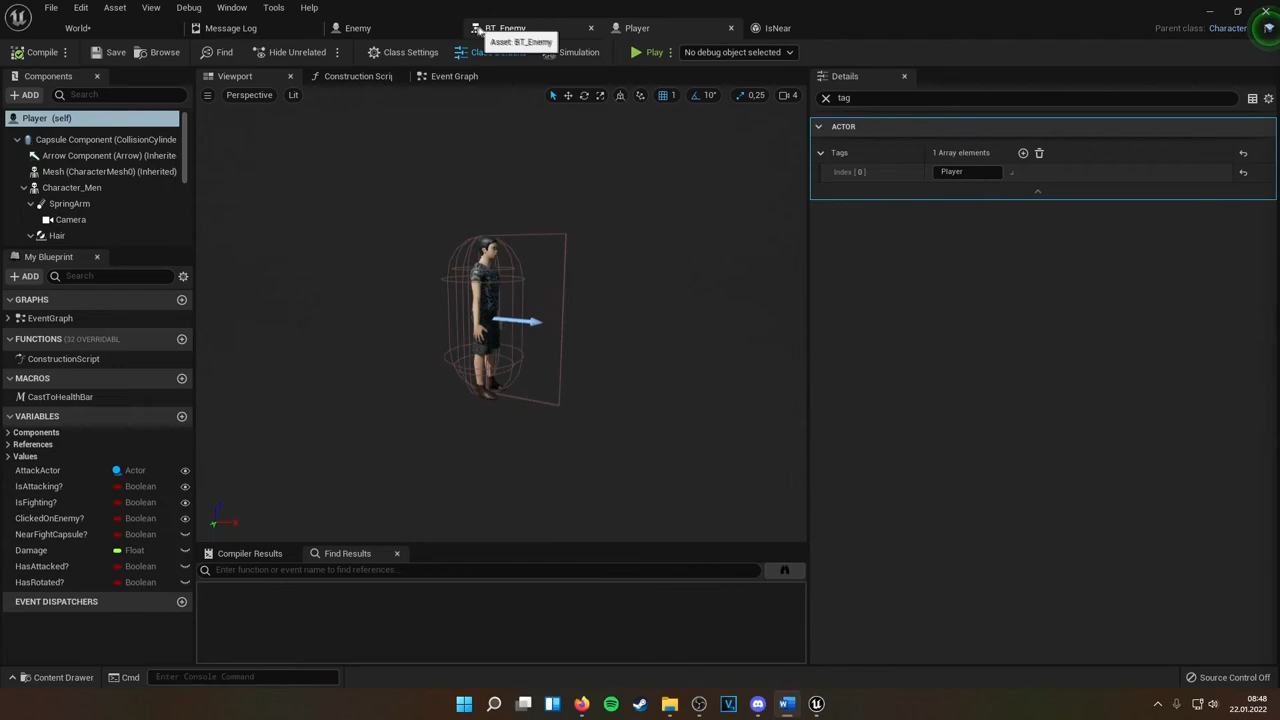 File Edit Asset View Debug Window Tools Help
World•
Message Log
Enemy
BT_Enemy
Player
IsNear
Parent class: Character
Asset: BT_Enemy
Browse
Unrelated
Class Settings
Simulation
Play
No debug object selected
Components
Viewport
Construction Scrip
Event Graph
Details
ADD
Search
Perspective
Lit
1
10°
0,25
4
tag
Player (self)
ACTOR
Capsule Component (CollisionCylinde
Tags
1 Array elements
Arrow Component (Arrow) (Inherite
Mesh (CharacterMesh0) (Inherited)
Index [ 0 ]
Player
Character_Men
SpringArm
Camera
Hair
My Blueprint
ADD
Search
GRAPHS
EventGraph
FUNCTIONS (32 OVERRIDABL
ConstructionScript
MACROS
CastToHealthBar
VARIABLES
Components
References
Values
AttackActor Actor
IsAttacking? Boolean
IsFighting? Boolean
ClickedOnEnemy? Boolean
NearFightCapsule? Boolean
Damage Float
HasAttacked? Boolean
HasRotated? Boolean
EVENT DISPATCHERS
Compiler Results
Find Results
Enter function or event name to find references...
Content Drawer
Cmd
Enter Console Command
Source Control Off
08:48
22.01.2022